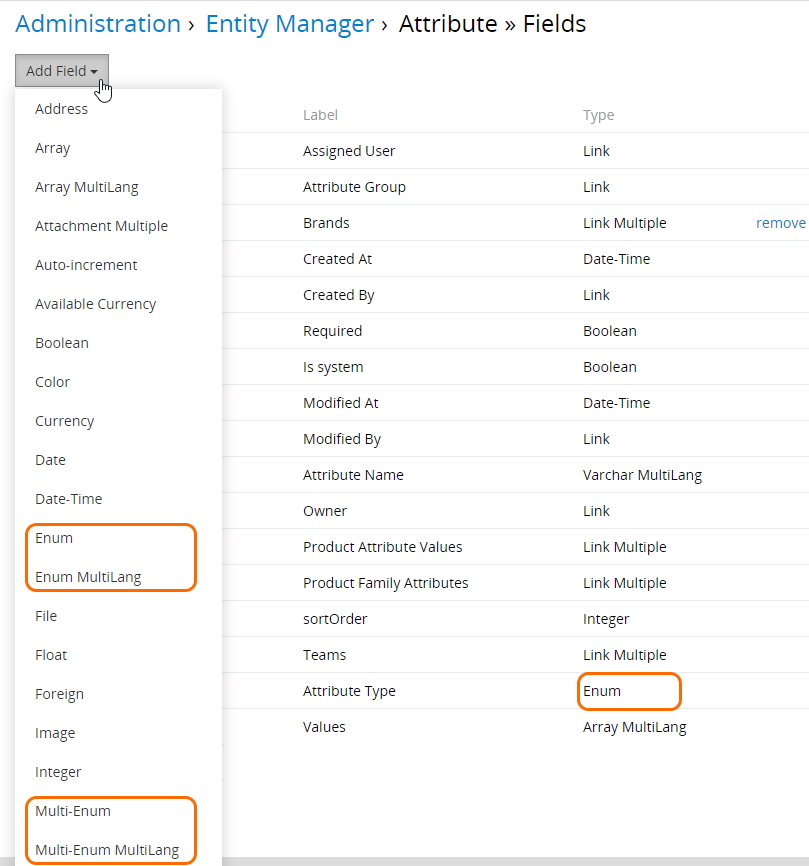 Administration › Entity Manager › Attribute » Fields
Add Field
Address
Array
Array MultiLang
Attachment Multiple
Auto-increment
Available Currency
Boolean
Color
Currency
Date
Date-Time
Enum
Enum MultiLang
File
Float
Foreign
Image
Integer
Multi-Enum
Multi-Enum MultiLang
Label Type
Assigned User Link
Attribute Group Link
Brands Link Multiple remove
Created At Date-Time
Created By Link
Required Boolean
Is system Boolean
Modified At Date-Time
Modified By Link
Attribute Name Varchar MultiLang
Owner Link
Product Attribute Values Link Multiple
Product Family Attributes Link Multiple
sortOrder Integer
Teams Link Multiple
Attribute Type Enum
Values Array MultiLang